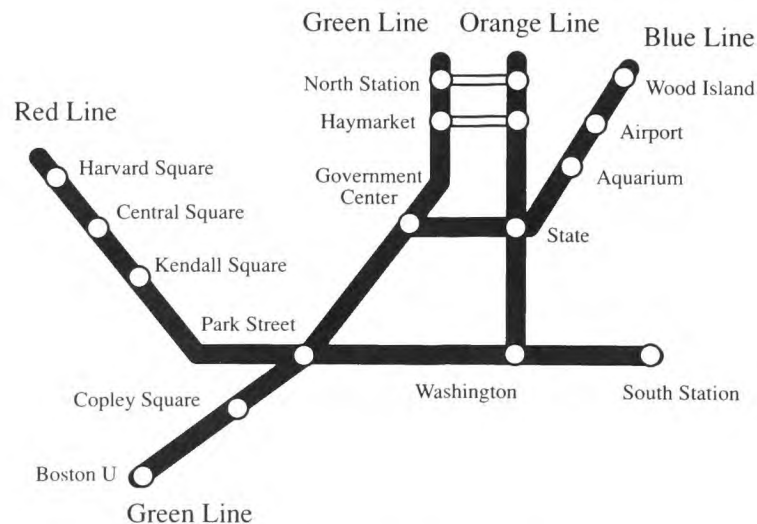 Green Line
Orange Line
Blue Line
North Station
Wood Island
Red Line
Haymarket
Airport
Harvard Square
Government
Center
Aquarium
Central Square
State
Kendall Square
Park Street
Copley Square
Washington
South Station
Boston U
Green Line